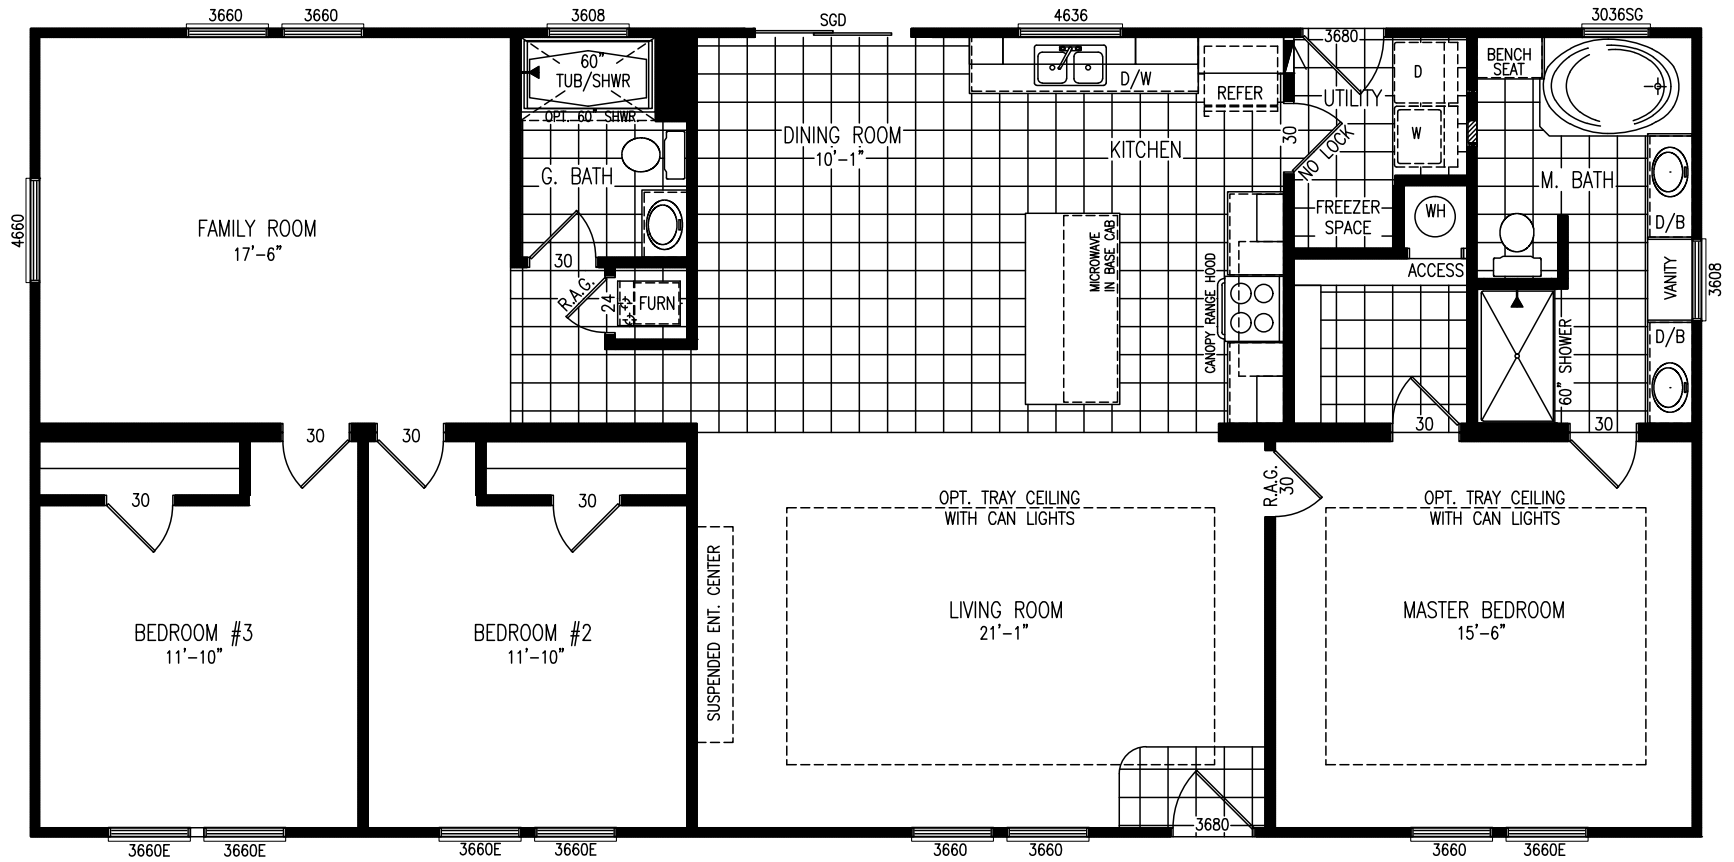 3660
3660
3608
SGD
4636
3680
3036SG
60"
TUB/SHWR
OPT. 60" SHWR.
D/W
REFER
D
UTILITY
W
BENCH
SEAT
DINING ROOM
10'-1"
KITCHEN
30
NO LOCK
G. BATH
M. BATH
FAMILY ROOM
17'-6"
4660
FREEZER
SPACE
WH
D/B
30
R.A.G.
24
FURN
MICROWAVE
IN BASE CAB
CANOPY RANGE HOOD
ACCESS
VANITY
3608
60" SHOWER
D/B
30
30
30
30
30
30
R.A.G.
30
OPT. TRAY CEILING
WITH CAN LIGHTS
OPT. TRAY CEILING
WITH CAN LIGHTS
SUSPENDED ENT. CENTER
BEDROOM #3
11'-10"
BEDROOM #2
11'-10"
LIVING ROOM
21'-1"
MASTER BEDROOM
15'-6"
3680
3660E
3660E
3660E
3660E
3660
3660
3660
3660E